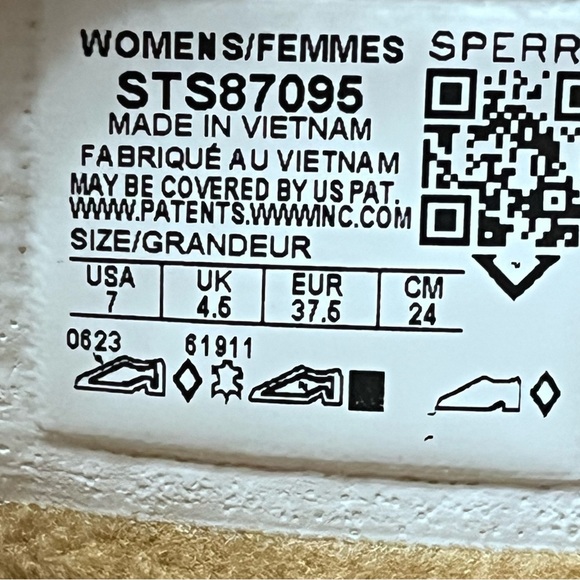 WOMENS/FEMMES SPERR
STS87095
MADE IN VIETNAM
FABRIQUÉ AU VIETNAM
MAY BE COVERED BY US PAT.
WWW.PATENTS.WWWINC.COM
SIZE/GRANDEUR
USA UK EUR CM
7 4.5 37.5 24
0623 61911